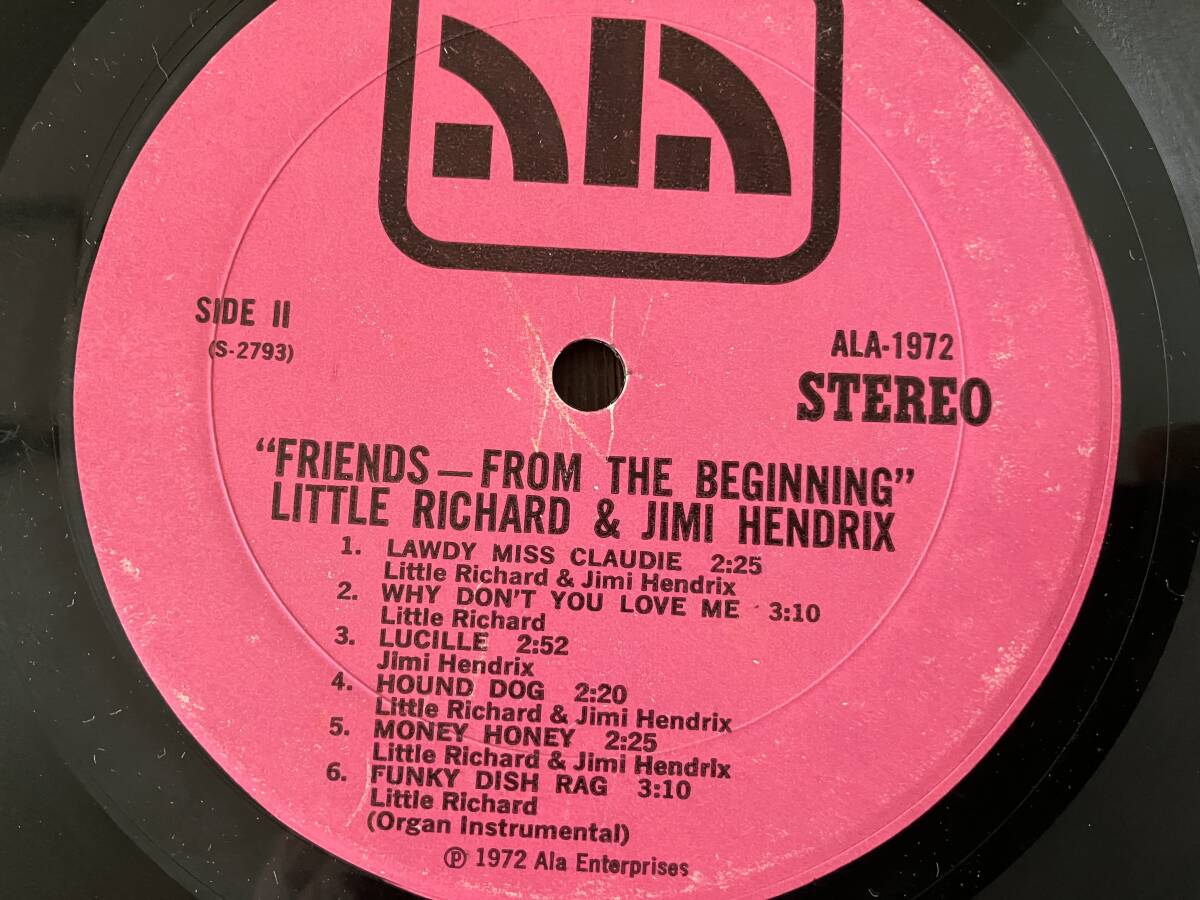 ala
SIDE II
(S-2793)
ALA-1972
STEREO
"FRIENDS — FROM THE BEGINNING"
LITTLE RICHARD & JIMI HENDRIX
1. LAWDY MISS CLAUDIE 2:25
Little Richard & Jimi Hendrix
2. WHY DON'T YOU LOVE ME 3:10
Little Richard
3. LUCILLE 2:52
Jimi Hendrix
4. HOUND DOG 2:20
Little Richard & Jimi Hendrix
5. MONEY HONEY 2:25
Little Richard & Jimi Hendrix
6. FUNKY DISH RAG 3:10
Little Richard
(Organ Instrumental)
℗ 1972 Ala Enterprises